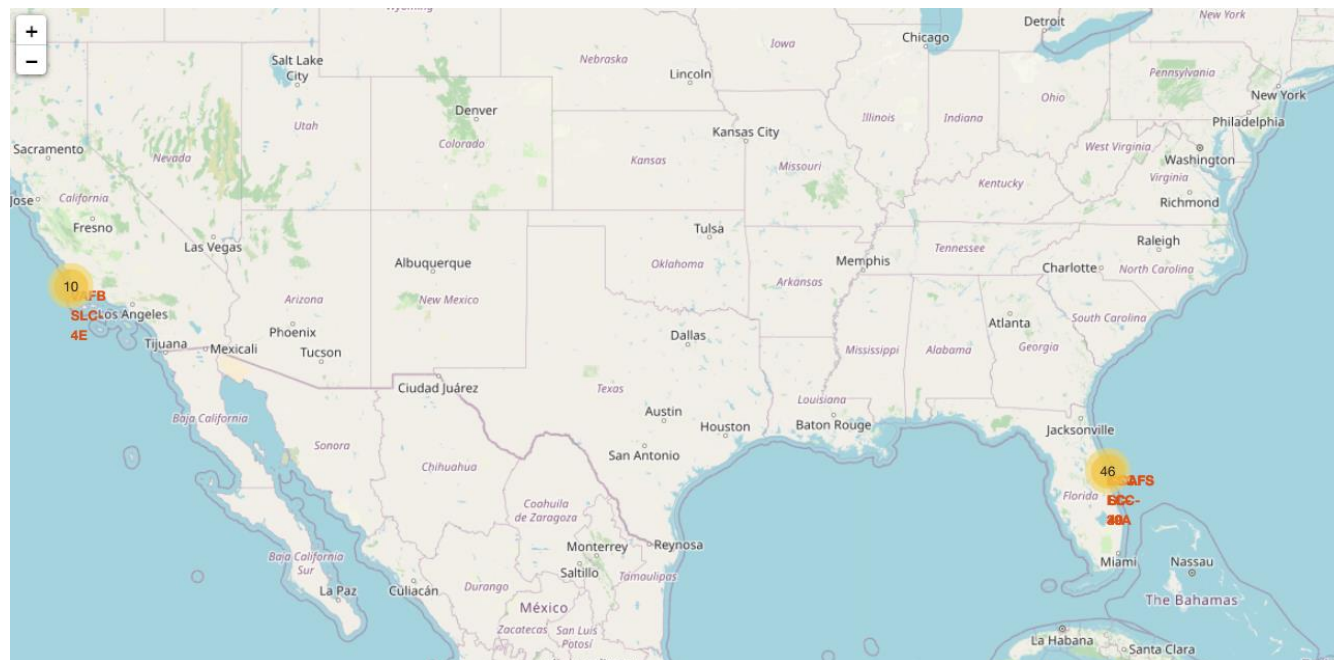 Wyoming
New York
Detroit
+
Chicago
Iowa
−
Salt Lake
City
Nebraska
Lincoln
Pennsylvania
New York
Ohio
Denver
Illinois
Indiana
Philadelphia
Utah
Kansas City
Sacramento
Colorado
West Virginia
Nevada
Kansas
Missouri
Washington
Virginia
Kentucky
Jose
California
Richmond
Fresno
Tulsa
Las Vegas
Raleigh
Tennessee
Albuquerque
Oklahoma
Memphis
Charlotte
North Carolina
Arkansas
10
VAFB
Arizona
New Mexico
SLC-
Los Angeles
South Carolina
Atlanta
4E
Phoenix
Dallas
Tijuana
Mexicali
Tucson
Mississippi
Alabama
Georgia
Ciudad Juárez
Texas
Louisiana
Austin
Baja California
Houston
Baton Rouge
Jacksonville
Sonora
San Antonio
Chihuahua
46
Florida
Coahuila
de Zaragoza
Baja California
Sur
Monterrey
Reynosa
Miami
Nassau
Saltillo
Tamaulipas
La Paz
Culiacán
Durango
The Bahamas
México
Zacatecas
San Luis
Potosí
La Habana
Santa Clara